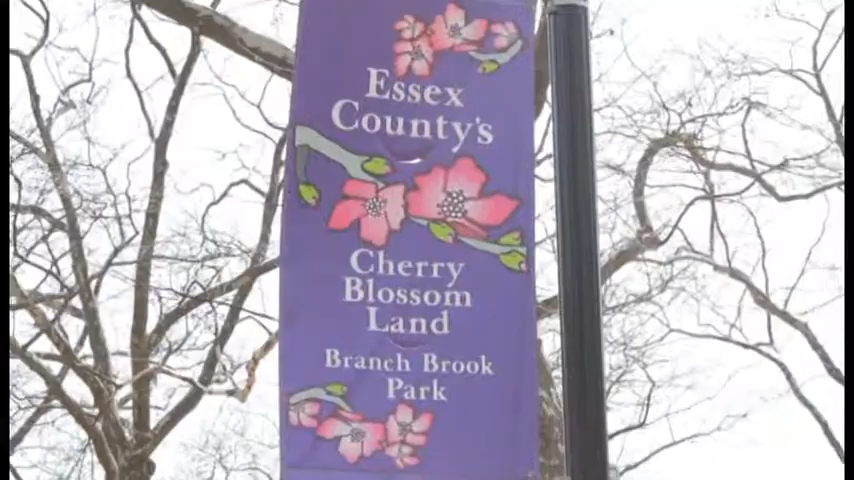 Essex
County's
Cherry
Blossom
Land
Branch Brook
Park